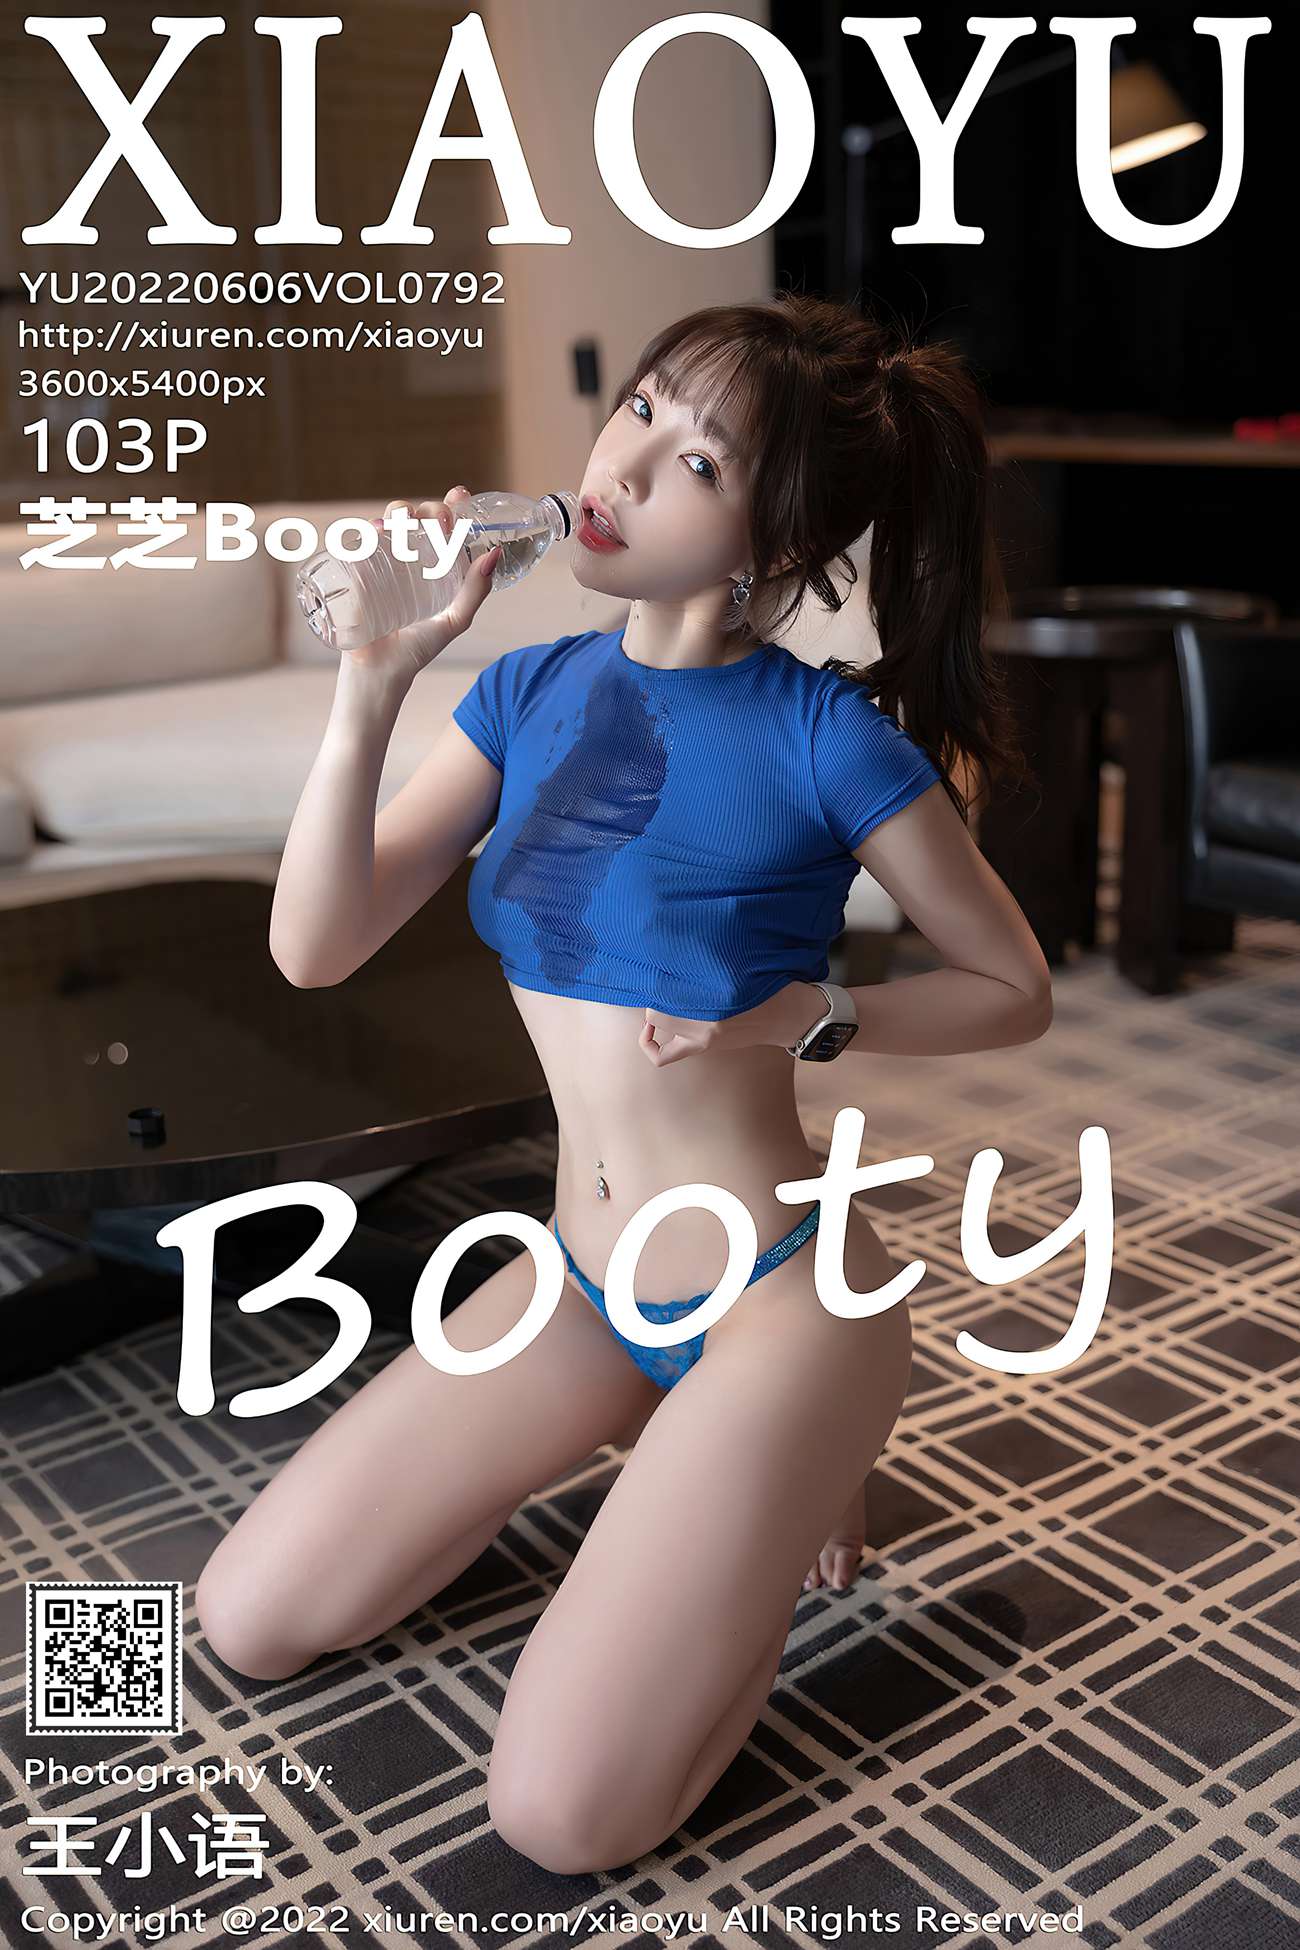 XIAOYU
YU20220606VOL0792
http://xiuren.com/xiaoyu
3600x5400px
103P
芝芝Booty
Booty
Photography by:
王小语
Copyright @2022 xiuren.com/xiaoyu All Rights Reserved